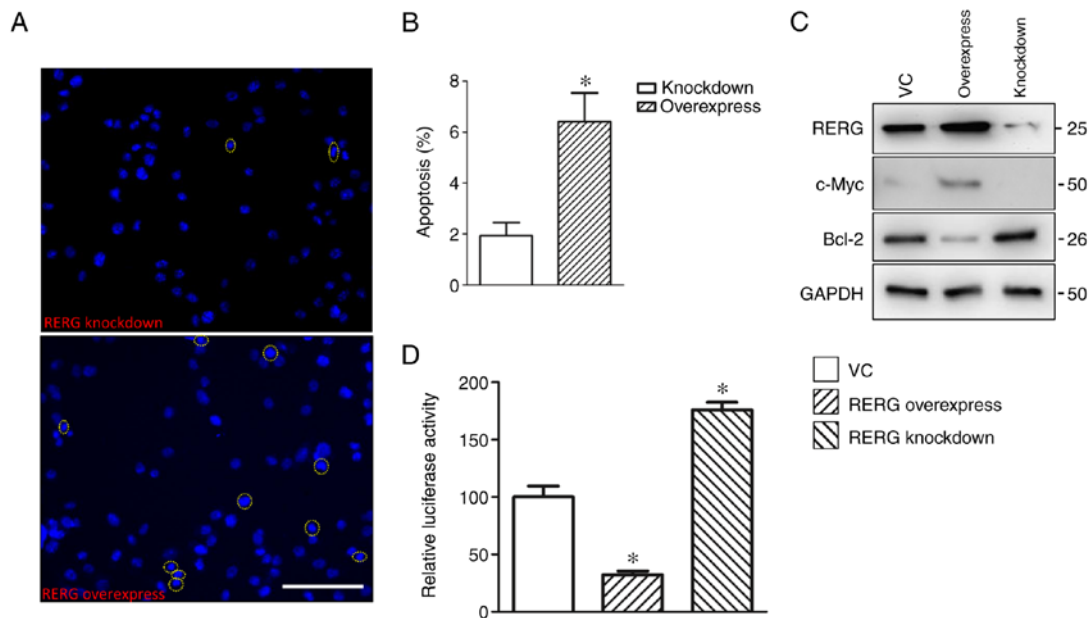 A
RERG knockdown
RERG overexpress
B
8
6
4
2
0
Apoptosis (%)
*
Knockdown
Overexpress
C
VC
Overexpress
Knockdown
RERG
-25
c-Myc
-50
Bcl-2
-26
GAPDH
-50
D
200
150
100
50
0
Relative luciferase activity
*
*
VC
RERG overexpress
RERG knockdown